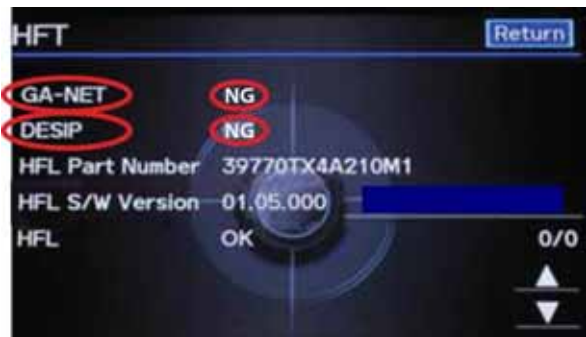 HFT Return
GA-NET NG
DESIP NG
HFL Part Number 39770TX4A210M1
HFL S/W Version 01.05.000
HFL OK 0/0